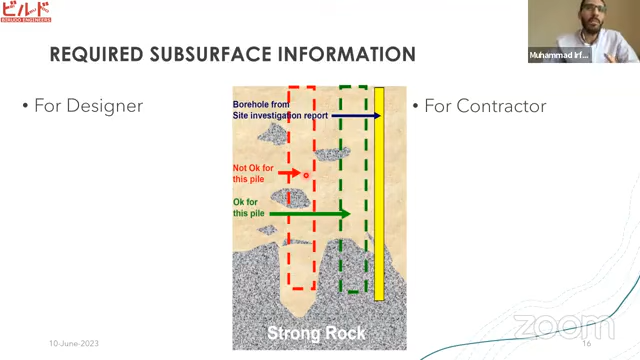 ビルド
BIRUDO ENGINEERS
REQUIRED SUBSURFACE INFORMATION
Muhammad Irf...
• For Designer
Borehole from
Site investigation report
Not Ok for
this pile
Ok for
this pile
Strong Rock
• For Contractor
10-June-2023
zoom
16